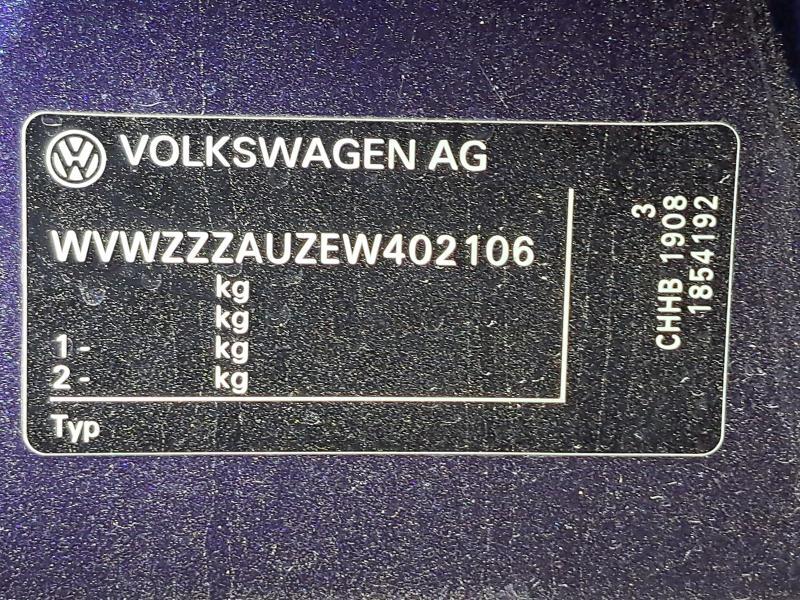 VOLKSWAGEN AG
WVWZZZAUZEW402106
kg
kg
1 - kg
2 - kg
Typ
3
CHHB 1908
1854192